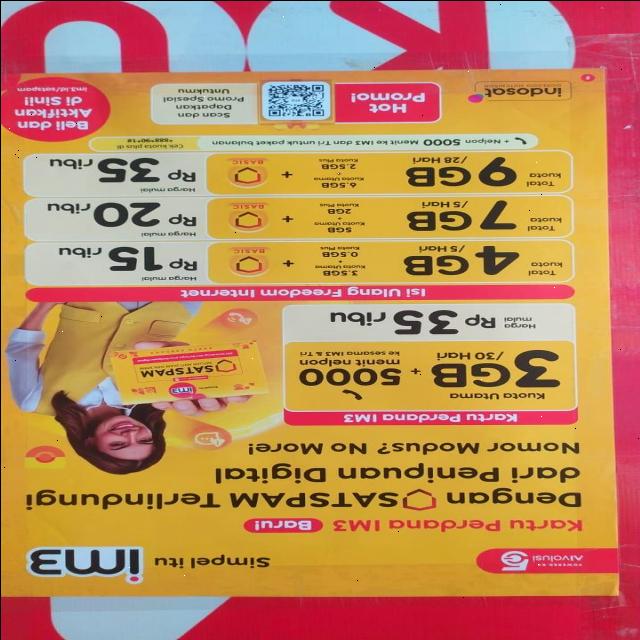 POWERED BY
AIvolusi5G
Simpel itu im3
Kartu Perdana IM3 Baru!
Dengan SATSPAM Terlindungi
dari Penipuan Digital
Nomor Modus? No More!
im3
SATSPAM
Kartu Perdana IM3
Kuota Utama
3GB /30 Hari + 5000 menit nelpon ke sesama IM3 & Tri
Harga mulai Rp 35 ribu
Isi Ulang Freedom Internet
Total kuota 4GB /5 Hari 3.5GB Kuota Utama + 0.5GB Kuota Plus + BASIC Harga mulai Rp 15 ribu
Total kuota 7GB /5 Hari 5GB Kuota Utama + 2GB Kuota Plus + BASIC Harga mulai Rp 20 ribu
Total kuota 9GB /28 Hari 6.5GB Kuota Utama + 2.5GB Kuota Plus + BASIC Harga mulai Rp 35 ribu
+ Nelpon 5000 Menit ke IM3 dan Tri untuk paket bulanan
Cek kuota plus di *888*90*1#
indosat
Hot Promo!
Scan dan
Dapatkan
Promo Spesial
Untukmu
Beli dan
Aktifkan
di Sini!
im3.id/satspam